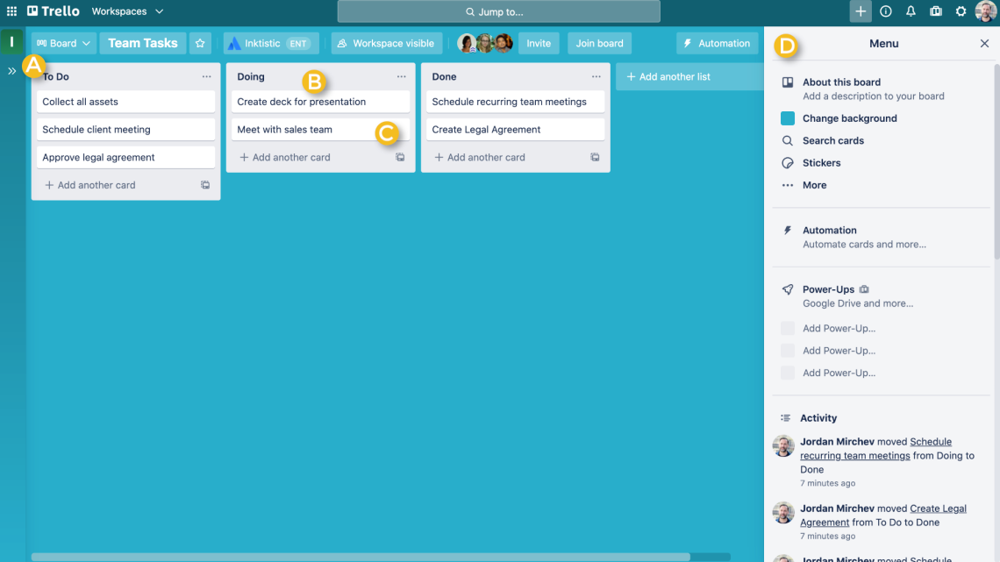 Trello
Workspaces
Jump to...
I
Board
Team Tasks
Inktistic ENT
Workspace visible
Invite
Join board
Automation
A
To Do
Collect all assets
Schedule client meeting
Approve legal agreement
Add another card
Doing
B
Create deck for presentation
Meet with sales team
C
Add another card
Done
Schedule recurring team meetings
Create Legal Agreement
Add another card
Add another list
D
Menu
About this board
Add a description to your board
Change background
Search cards
Stickers
More
Automation
Automate cards and more...
Power-Ups
Google Drive and more...
Add Power-Up...
Add Power-Up...
Add Power-Up...
Activity
Jordan Mirchev moved Schedule
recurring team meetings from Doing to
Done
7 minutes ago
Jordan Mirchev moved Create Legal
Agreement from To Do to Done
7 minutes ago
Jordan Mirchev moved Schedule